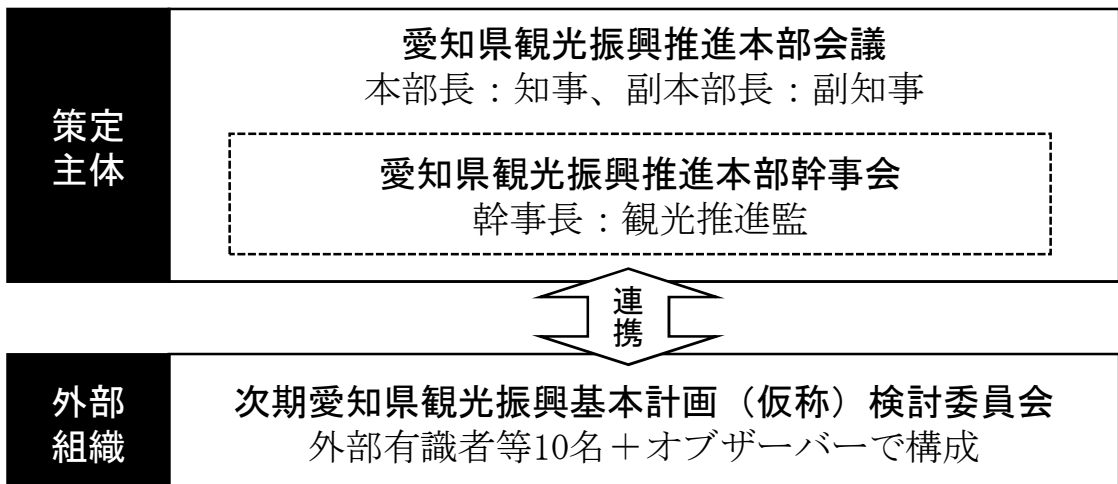 策定
主体
愛知県観光振興推進本部会議
本部長：知事、副本部長：副知事
愛知県観光振興推進本部幹事会
幹事長：観光推進監
連
携
外部
組織
次期愛知県観光振興基本計画（仮称）検討委員会
外部有識者等10名＋オブザーバーで構成